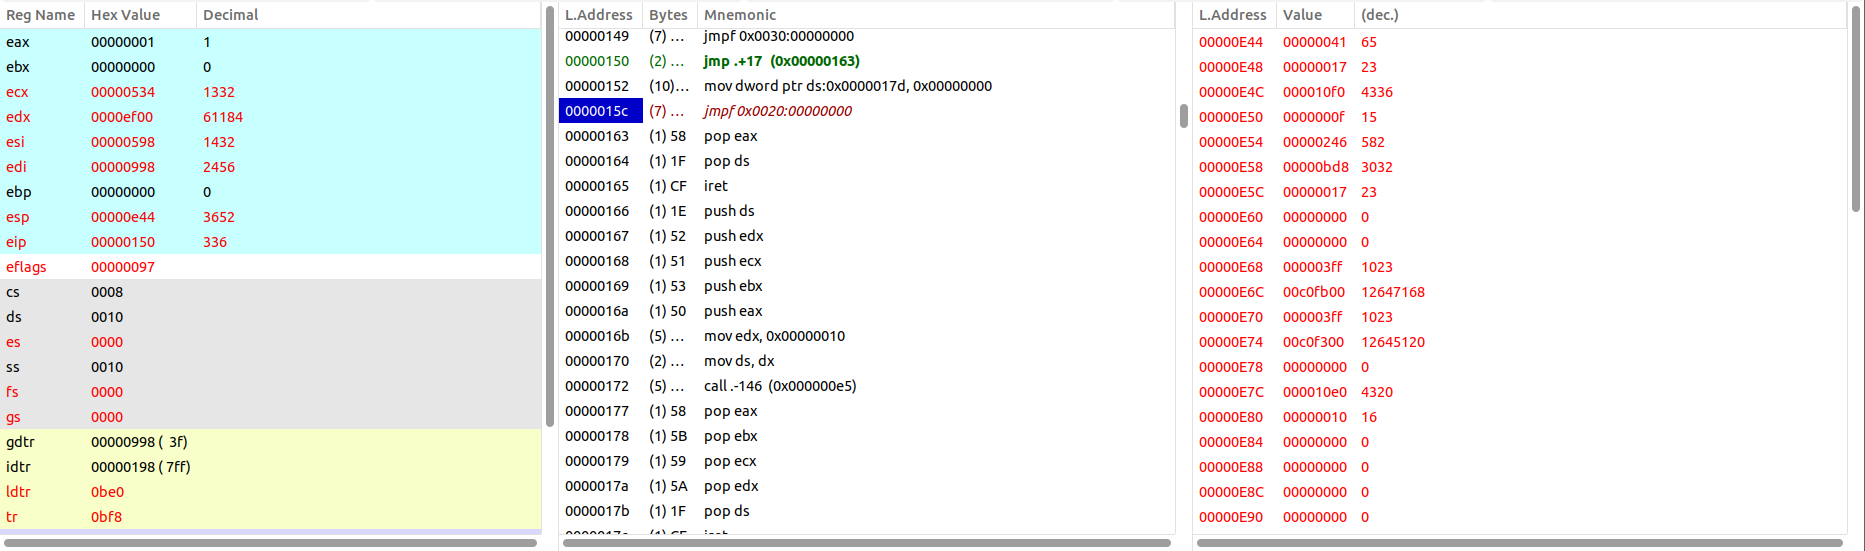 Reg Name Hex Value Decimal
eax 00000001 1
ebx 00000000 0
ecx 00000534 1332
edx 0000ef00 61184
esi 00000598 1432
edi 00000998 2456
ebp 00000000 0
esp 00000e44 3652
eip 00000150 336
eflags 00000097
cs 0008
ds 0010
es 0000
ss 0010
fs 0000
gs 0000
gdtr 00000998 ( 3f)
idtr 00000198 ( 7ff)
ldtr 0be0
tr 0bf8
L.Address Bytes Mnemonic
00000149 (7) ... jmpf 0x0030:00000000
00000150 (2) ... jmp .+17 (0x00000163)
00000152 (10)... mov dword ptr ds:0x0000017d, 0x00000000
0000015c (7) ... jmpf 0x0020:00000000
00000163 (1) 58 pop eax
00000164 (1) 1F pop ds
00000165 (1) CF iret
00000166 (1) 1E push ds
00000167 (1) 52 push edx
00000168 (1) 51 push ecx
00000169 (1) 53 push ebx
0000016a (1) 50 push eax
0000016b (5) ... mov edx, 0x00000010
00000170 (2) ... mov ds, dx
00000172 (5) ... call .-146 (0x000000e5)
00000177 (1) 58 pop eax
00000178 (1) 5B pop ebx
00000179 (1) 59 pop ecx
0000017a (1) 5A pop edx
0000017b (1) 1F pop ds
L.Address Value (dec.)
00000E44 00000041 65
00000E48 00000017 23
00000E4C 000010f0 4336
00000E50 0000000f 15
00000E54 00000246 582
00000E58 00000bd8 3032
00000E5C 00000017 23
00000E60 00000000 0
00000E64 00000000 0
00000E68 000003ff 1023
00000E6C 00c0fb00 12647168
00000E70 000003ff 1023
00000E74 00c0f300 12645120
00000E78 00000000 0
00000E7C 000010e0 4320
00000E80 00000010 16
00000E84 00000000 0
00000E88 00000000 0
00000E8C 00000000 0
00000E90 00000000 0